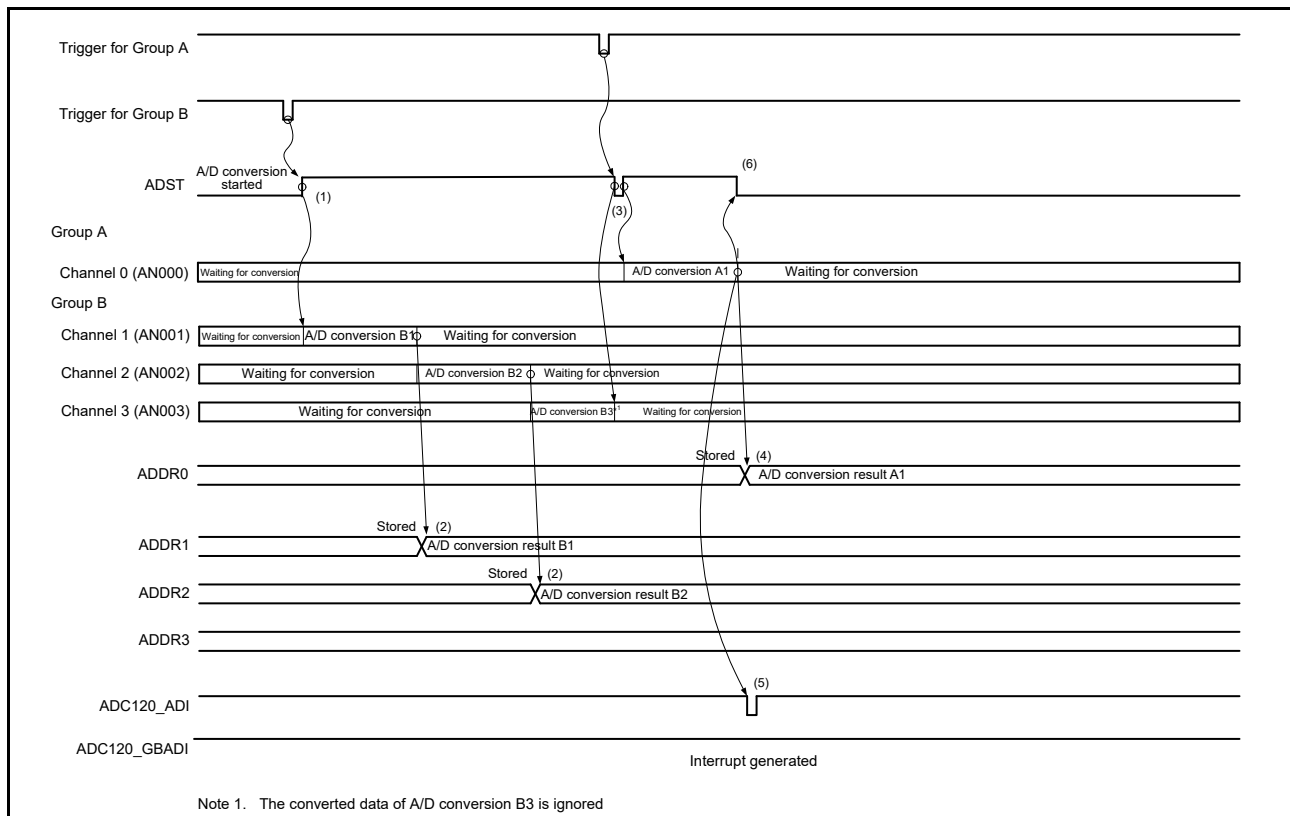 Trigger for Group A
Trigger for Group B
A/D conversion
started
ADST
(1)
(3)
(6)
Group A
Channel 0 (AN000)
Waiting for conversion
A/D conversion A1
Waiting for conversion
Group B
Channel 1 (AN001)
Waiting for conversion
A/D conversion B1
Waiting for conversion
Channel 2 (AN002)
Waiting for conversion
A/D conversion B2
Waiting for conversion
Channel 3 (AN003)
Waiting for conversion
A/D conversion B3*1
Waiting for conversion
Stored
(4)
ADDR0
A/D conversion result A1
Stored
(2)
ADDR1
A/D conversion result B1
Stored
(2)
ADDR2
A/D conversion result B2
ADDR3
(5)
ADC120_ADI
ADC120_GBADI
Interrupt generated
Note 1. The converted data of A/D conversion B3 is ignored